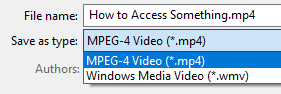 File name: How to Access Something.mp4
Save as type: MPEG-4 Video (*.mp4)
MPEG-4 Video (*.mp4)
Authors: Windows Media Video (*.wmv)